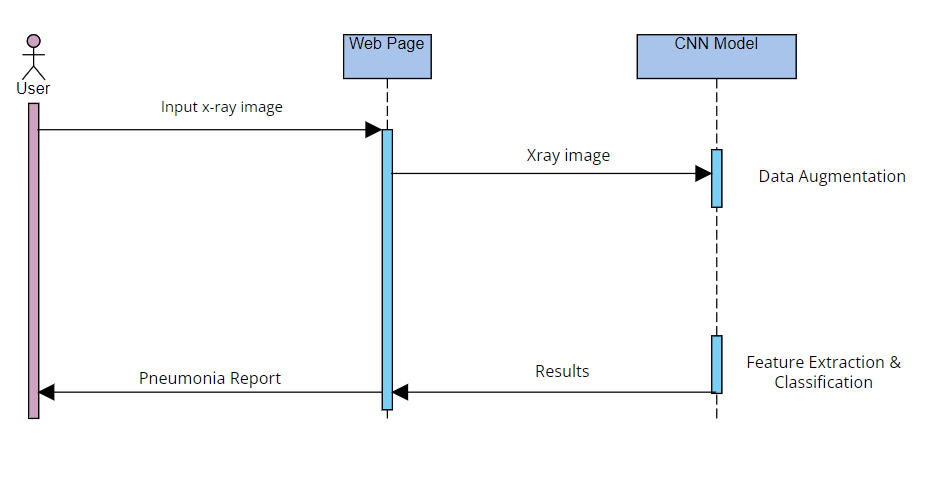 Web Page
CNN Model
User
Input x-ray image
Xray image
Data Augmentation
Feature Extraction &
Classification
Results
Pneumonia Report